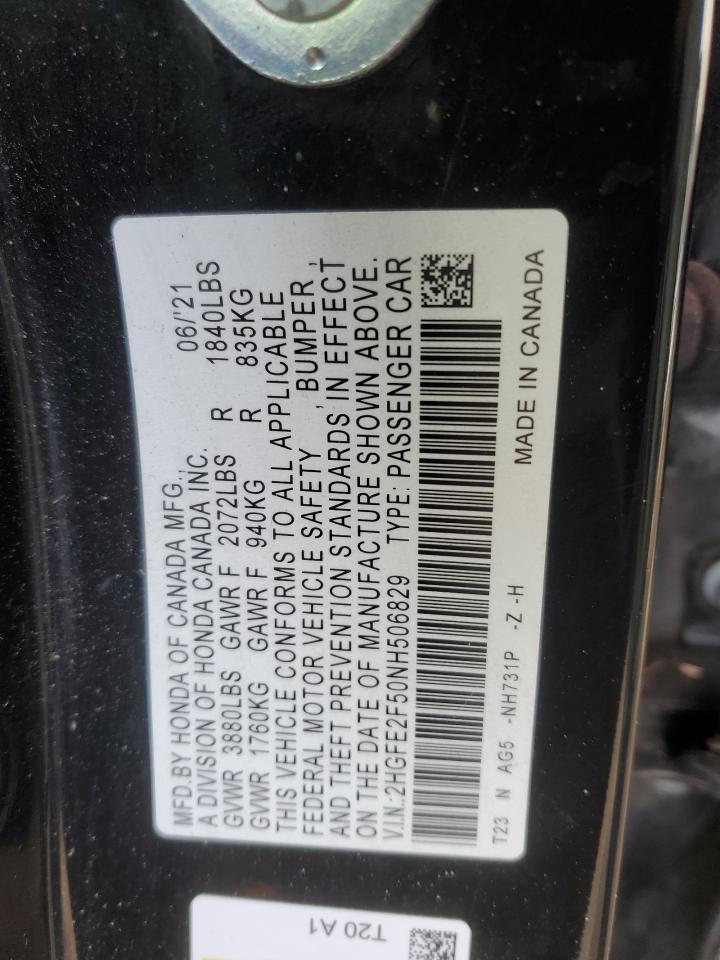 MFD.BY HONDA OF CANADA MFG., 06/'21
A DIVISION OF HONDA CANADA INC.
GVWR 3880LBS GAWR F 2072LBS R 1840LBS
GVWR 1760KG GAWR F 940KG R 835KG
THIS VEHICLE CONFORMS TO ALL APPLICABLE
FEDERAL MOTOR VEHICLE SAFETY , BUMPER ,
AND THEFT PREVENTION STANDARDS IN EFFECT
ON THE DATE OF MANUFACTURE SHOWN ABOVE.
V.I.N.:2HGFE2F50NH506829 TYPE: PASSENGER CAR
T23 N AG5 -NH731P -Z -H MADE IN CANADA
T20 A1